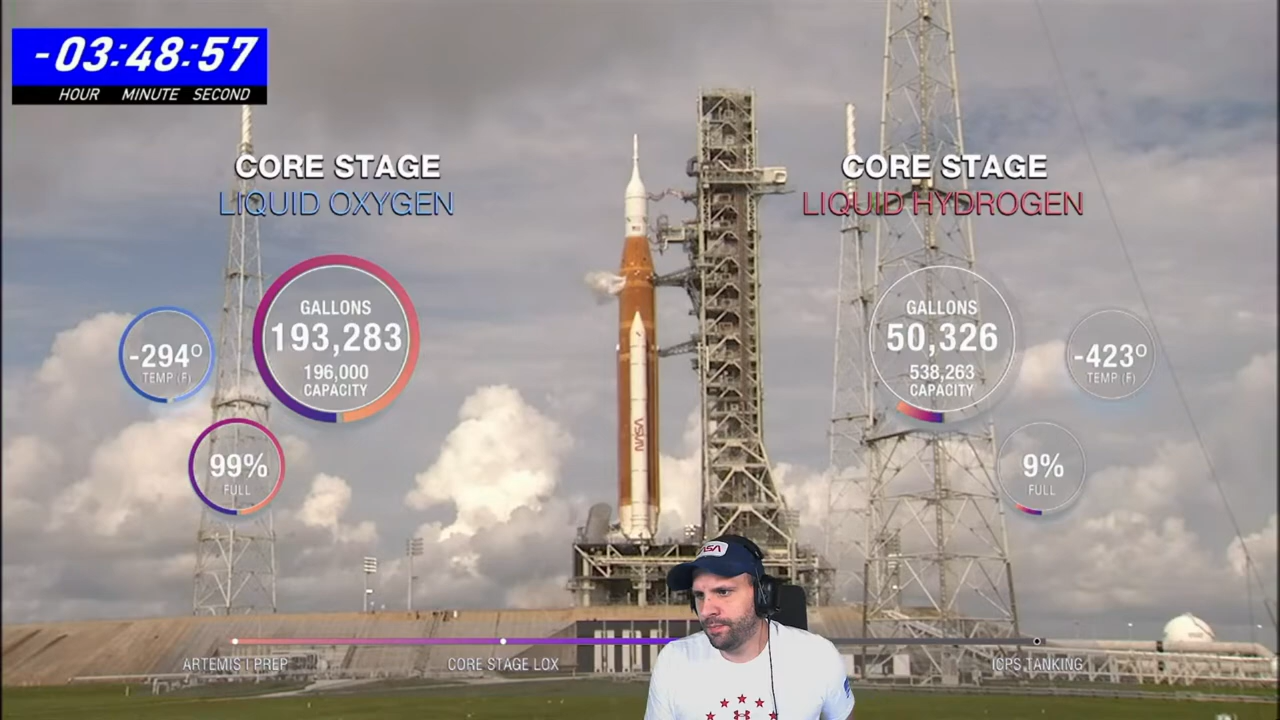 -03:48:57
HOUR MINUTE SECOND
CORE STAGE
LIQUID OXYGEN
GALLONS
193,283
196,000
CAPACITY
-294°
TEMP (F)
99%
FULL
CORE STAGE
LIQUID HYDROGEN
GALLONS
50,326
538,263
CAPACITY
-423°
TEMP (F)
9%
FULL
NASA
NASA
ARTEMIS I PREP
CORE STAGE LOX
ICPS TANKING